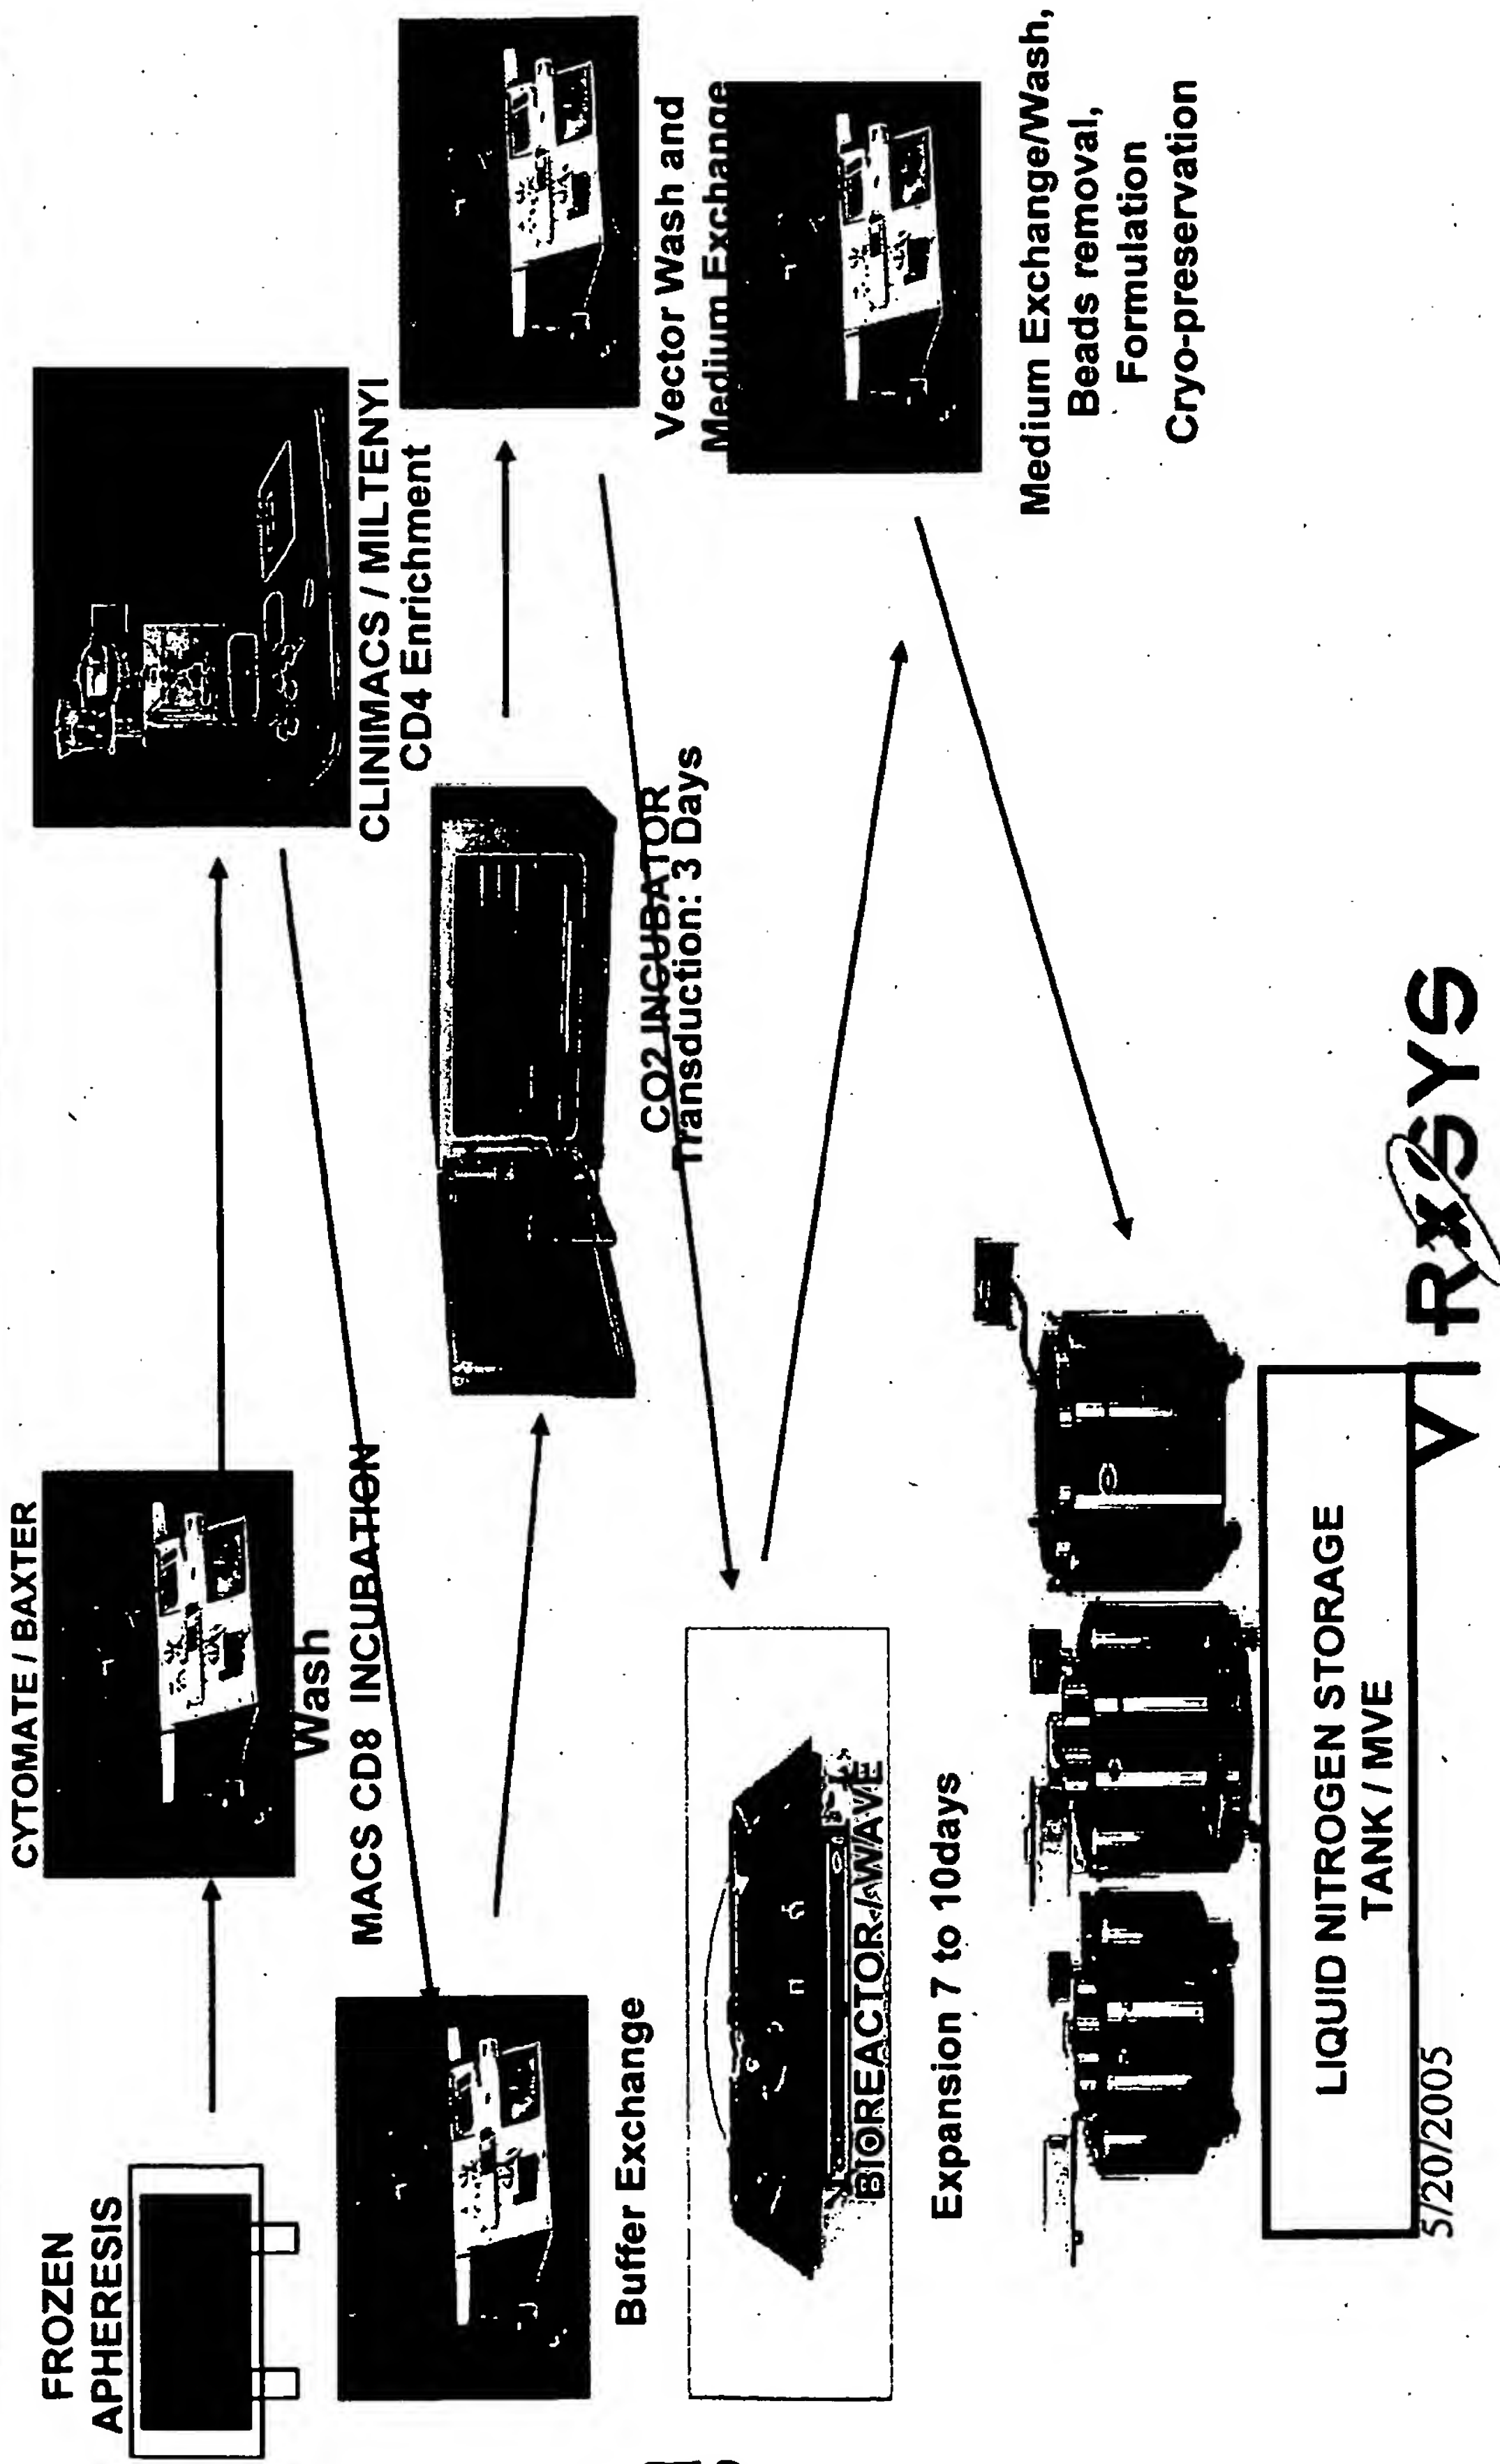 FROZEN
APHERESIS
CYTOMATE / BAXTER
Wash
MACS CD8 INCUBATION
CLINIMACS / MILTENYI
CD4 Enrichment
Buffer Exchange
CO2 INCUBATOR
Transduction: 3 Days
Vector Wash and
Medium Exchange
BIOREACTOR / WAVE
Expansion 7 to 10days
Medium Exchange/Wash,
Beads removal,
Formulation
Cryo-preservation
LIQUID NITROGEN STORAGE
TANK / MVE
5/20/2005
VIRxSYS